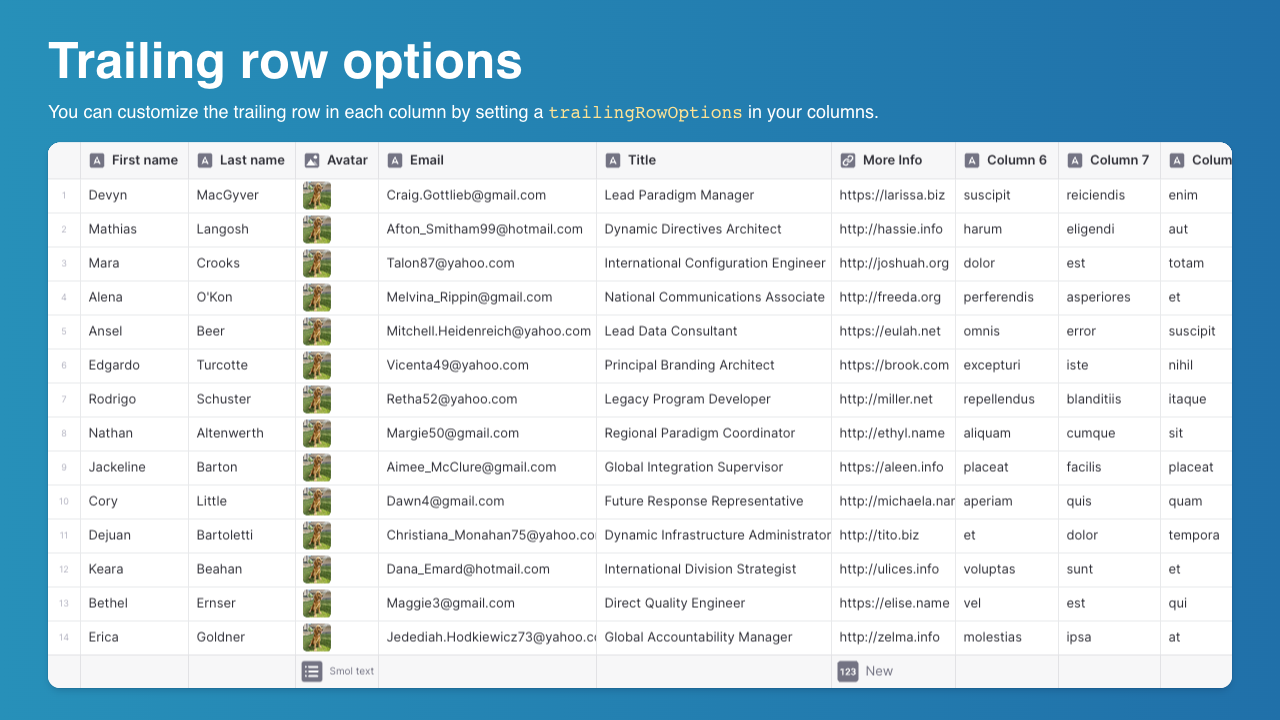 Trailing row options
You can customize the trailing row in each column by setting a trailingRowOptions in your columns.
First name Last name Avatar Email Title More Info Column 6 Column 7 Colum
1 Devyn MacGyver Craig.Gottlieb@gmail.com Lead Paradigm Manager https://larissa.biz suscipit reiciendis enim
2 Mathias Langosh Afton_Smitham99@hotmail.com Dynamic Directives Architect http://hassie.info harum eligendi aut
3 Mara Crooks Talon87@yahoo.com International Configuration Engineer http://joshuah.org dolor est totam
4 Alena O'Kon Melvina_Rippin@gmail.com National Communications Associate http://freeda.org perferendis asperiores et
5 Ansel Beer Mitchell.Heidenreich@yahoo.com Lead Data Consultant https://eulah.net omnis error suscipit
6 Edgardo Turcotte Vicenta49@yahoo.com Principal Branding Architect https://brook.com excepturi iste nihil
7 Rodrigo Schuster Retha52@yahoo.com Legacy Program Developer http://miller.net repellendus blanditiis itaque
8 Nathan Altenwerth Margie50@gmail.com Regional Paradigm Coordinator http://ethyl.name aliquam cumque sit
9 Jackeline Barton Aimee_McClure@gmail.com Global Integration Supervisor https://aleen.info placeat facilis placeat
10 Cory Little Dawn4@gmail.com Future Response Representative http://michaela.nar aperiam quis quam
11 Dejuan Bartoletti Christiana_Monahan75@yahoo.co Dynamic Infrastructure Administrator http://tito.biz et dolor tempora
12 Keara Beahan Dana_Emard@hotmail.com International Division Strategist http://ulices.info voluptas sunt et
13 Bethel Ernser Maggie3@gmail.com Direct Quality Engineer https://elise.name vel est qui
14 Erica Goldner Jedediah.Hodkiewicz73@yahoo.c Global Accountability Manager http://zelma.info molestias ipsa at
Smol text 123 New